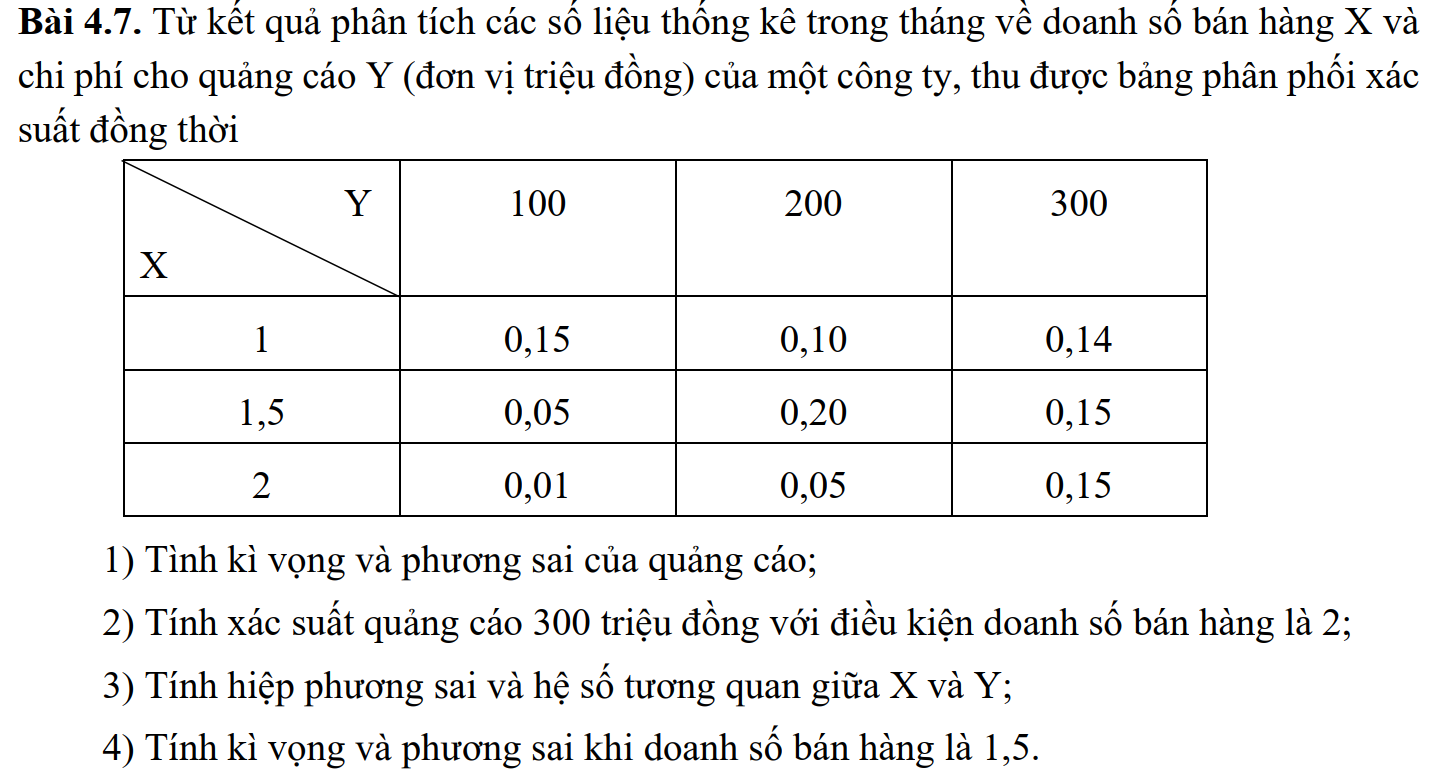 Bài 4.7. Từ kết quả phân tích các số liệu thống kê trong tháng về doanh số bán hàng X và
chi phí cho quảng cáo Y (đơn vị triệu đồng) của một công ty, thu được bảng phân phối xác
suất đồng thời
Y 100 200 300
X
1 0,15 0,10 0,14
1,5 0,05 0,20 0,15
2 0,01 0,05 0,15
1) Tình kì vọng và phương sai của quảng cáo;
2) Tính xác suất quảng cáo 300 triệu đồng với điều kiện doanh số bán hàng là 2;
3) Tính hiệp phương sai và hệ số tương quan giữa X và Y;
4) Tính kì vọng và phương sai khi doanh số bán hàng là 1,5.